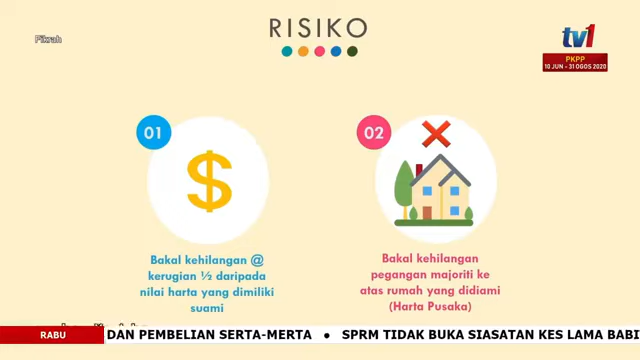 Fikrah
RISIKO
tv1
PKPP
10 JUN - 31 OGOS 2020
01
02
Bakal kehilangan @
kerugian ½ daripada
nilai harta yang dimiliki
suami
Bakal kehilangan
pegangan majoriti ke
atas rumah yang didiami
(Harta Pusaka)
RABU
DAN PEMBELIAN SERTA-MERTA • SPRM TIDAK BUKA SIASATAN KES LAMA BABI